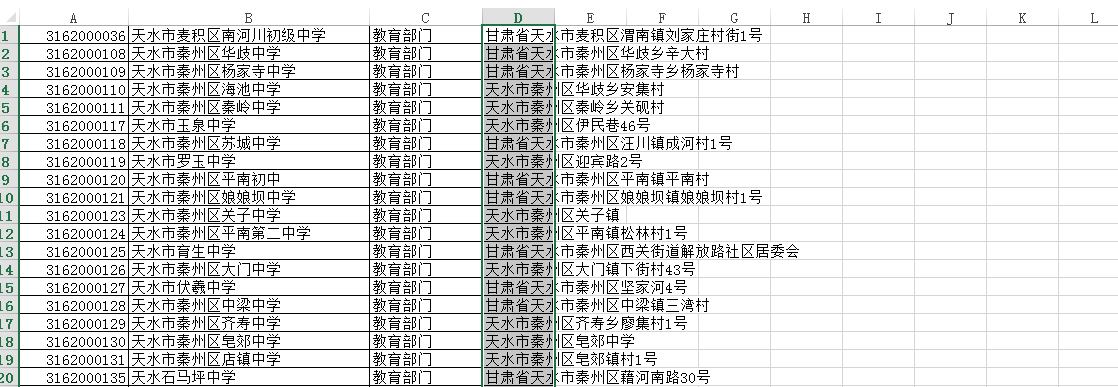 A B C D E F G H I J K L
1 3162000036 天水市麦积区南河川初级中学 教育部门 甘肃省天水市麦积区渭南镇刘家庄村街1号
2 3162000108 天水市秦州区华歧中学 教育部门 甘肃省天水市秦州区华歧乡辛大村
3 3162000109 天水市秦州区杨家寺中学 教育部门 甘肃省天水市秦州区杨家寺乡杨家寺村
4 3162000110 天水市秦州区海池中学 教育部门 天水市秦州区华歧乡安集村
5 3162000111 天水市秦州区秦岭中学 教育部门 天水市秦州区秦岭乡关砚村
6 3162000117 天水市玉泉中学 教育部门 天水市秦州区伊民巷46号
7 3162000118 天水市秦州区苏城中学 教育部门 甘肃省天水市秦州区汪川镇成河村1号
8 3162000119 天水市罗玉中学 教育部门 天水市秦州区迎宾路2号
9 3162000120 天水市秦州区平南初中 教育部门 甘肃省天水市秦州区平南镇平南村
10 3162000121 天水市秦州区娘娘坝中学 教育部门 甘肃省天水市秦州区娘娘坝镇娘娘坝村1号
11 3162000123 天水市秦州区关子中学 教育部门 天水市秦州区关子镇
12 3162000124 天水市秦州区平南第二中学 教育部门 天水市秦州区平南镇松林村1号
13 3162000125 天水市育生中学 教育部门 甘肃省天水市秦州区西关街道解放路社区居委会
14 3162000126 天水市秦州区大门中学 教育部门 天水市秦州区大门镇下街村43号
15 3162000127 天水市伏羲中学 教育部门 甘肃省天水市秦州区坚家河4号
16 3162000128 天水市秦州区中梁中学 教育部门 甘肃省天水市秦州区中梁镇三湾村
17 3162000129 天水市秦州区齐寿中学 教育部门 天水市秦州区齐寿乡廖集村1号
18 3162000130 天水市秦州区皂郊中学 教育部门 天水市秦州区皂郊中学
19 3162000131 天水市秦州区店镇中学 教育部门 天水市秦州区皂郊镇村1号
20 3162000135 天水石马坪中学 教育部门 甘肃省天水市秦州区藉河南路30号